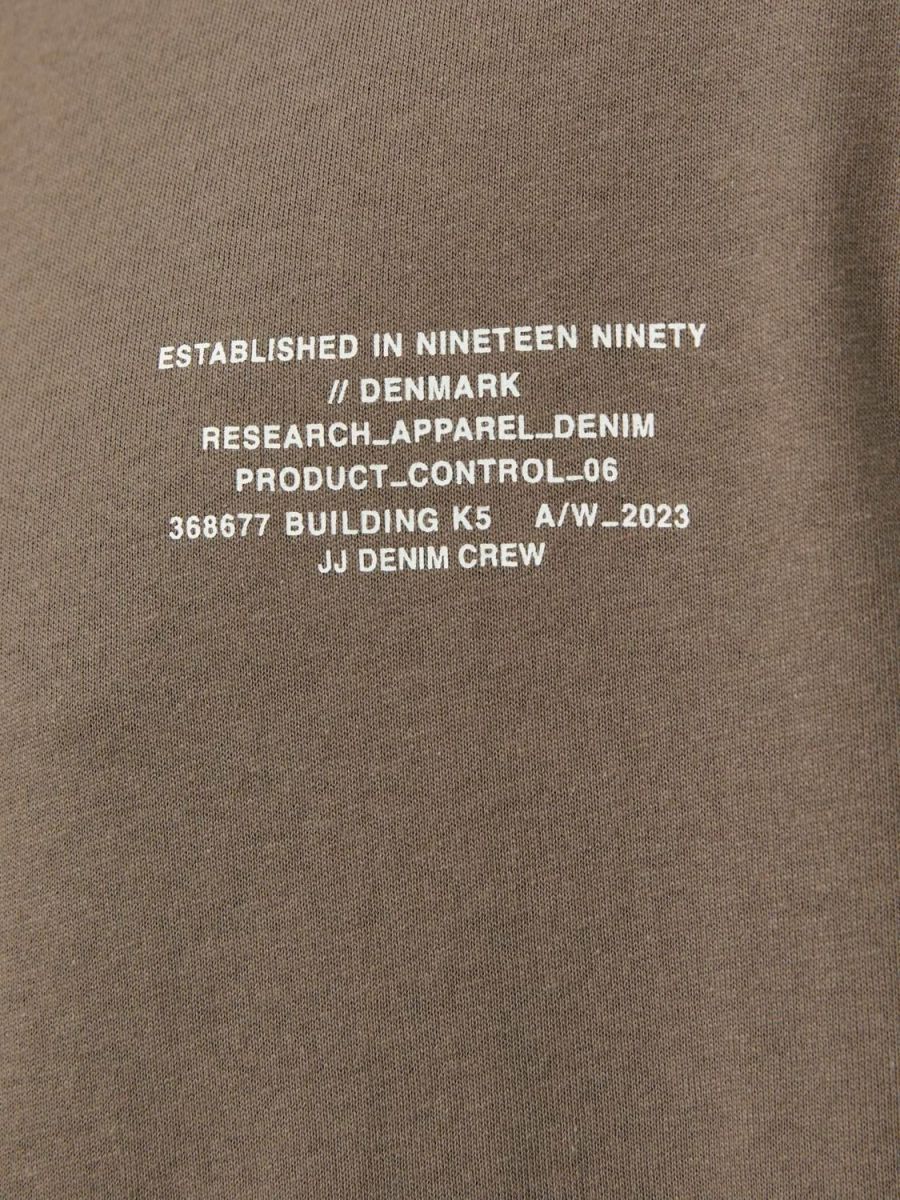 ESTABLISHED IN NINETEEN NINETY
// DENMARK
RESEARCH_APPAREL_DENIM
PRODUCT_CONTROL_06
368677 BUILDING K5 A/W_2023
JJ DENIM CREW